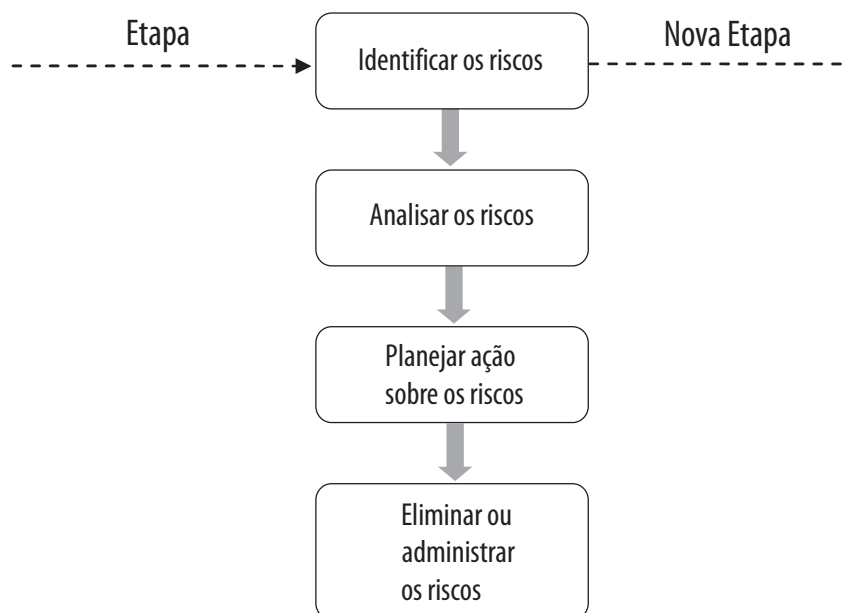 Etapa
Identificar os riscos
Nova Etapa
Analisar os riscos
Planejar ação
sobre os riscos
Eliminar ou
administrar
os riscos